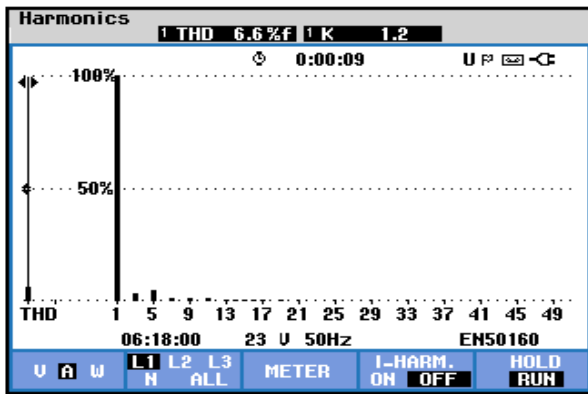 Harmonics
1 THD 6.6%f 1 K 1.2
0:00:09 U
100%
50%
THD 1 5 9 13 17 21 25 29 33 37 41 45 49
06:18:00 23 V 50Hz EN50160
V A W L1 L2 L3 METER I-HARM. HOLD
N ALL ON OFF RUN